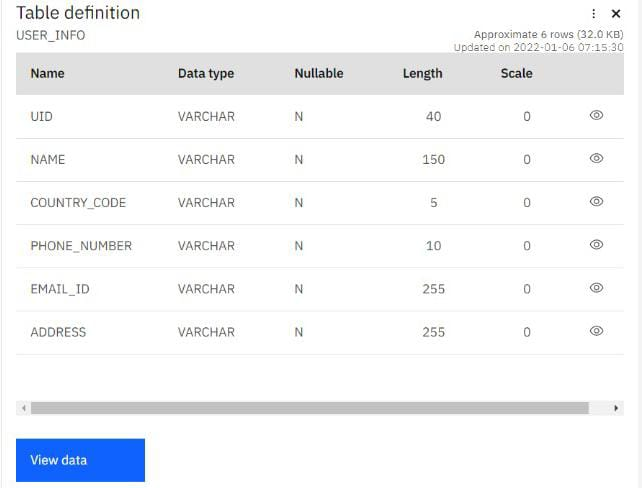 Table definition
USER_INFO
Approximate 6 rows (32.0 KB)
Updated on 2022-01-06 07:15:30
Name Data type Nullable Length Scale
UID VARCHAR N 40 0
NAME VARCHAR N 150 0
COUNTRY_CODE VARCHAR N 5 0
PHONE_NUMBER VARCHAR N 10 0
EMAIL_ID VARCHAR N 255 0
ADDRESS VARCHAR N 255 0
View data